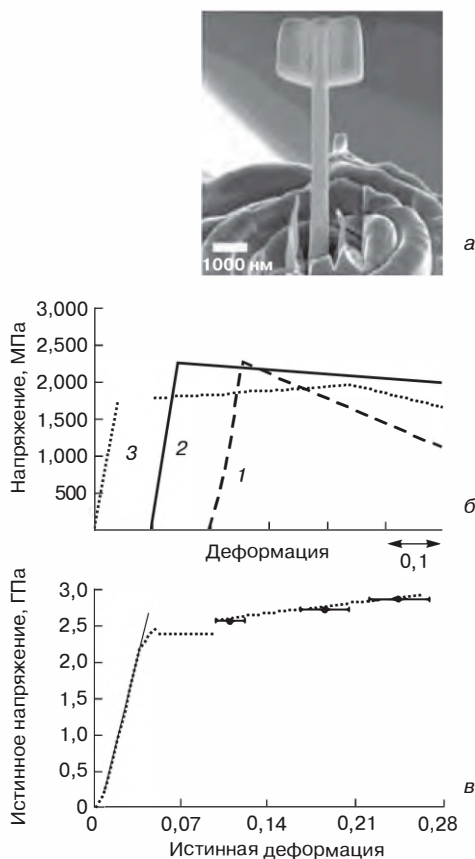 1000 нм
а
3,000
2,500
2,000
1,500
1,000
500
Напряжение, МПа
3
2
1
б
Деформация
0,1
3,0
2,5
2,0
1,5
1,0
0,5
0
Истинное напряжение, ГПа
0
0,07
0,14
0,21
0,28
в
Истинная деформация